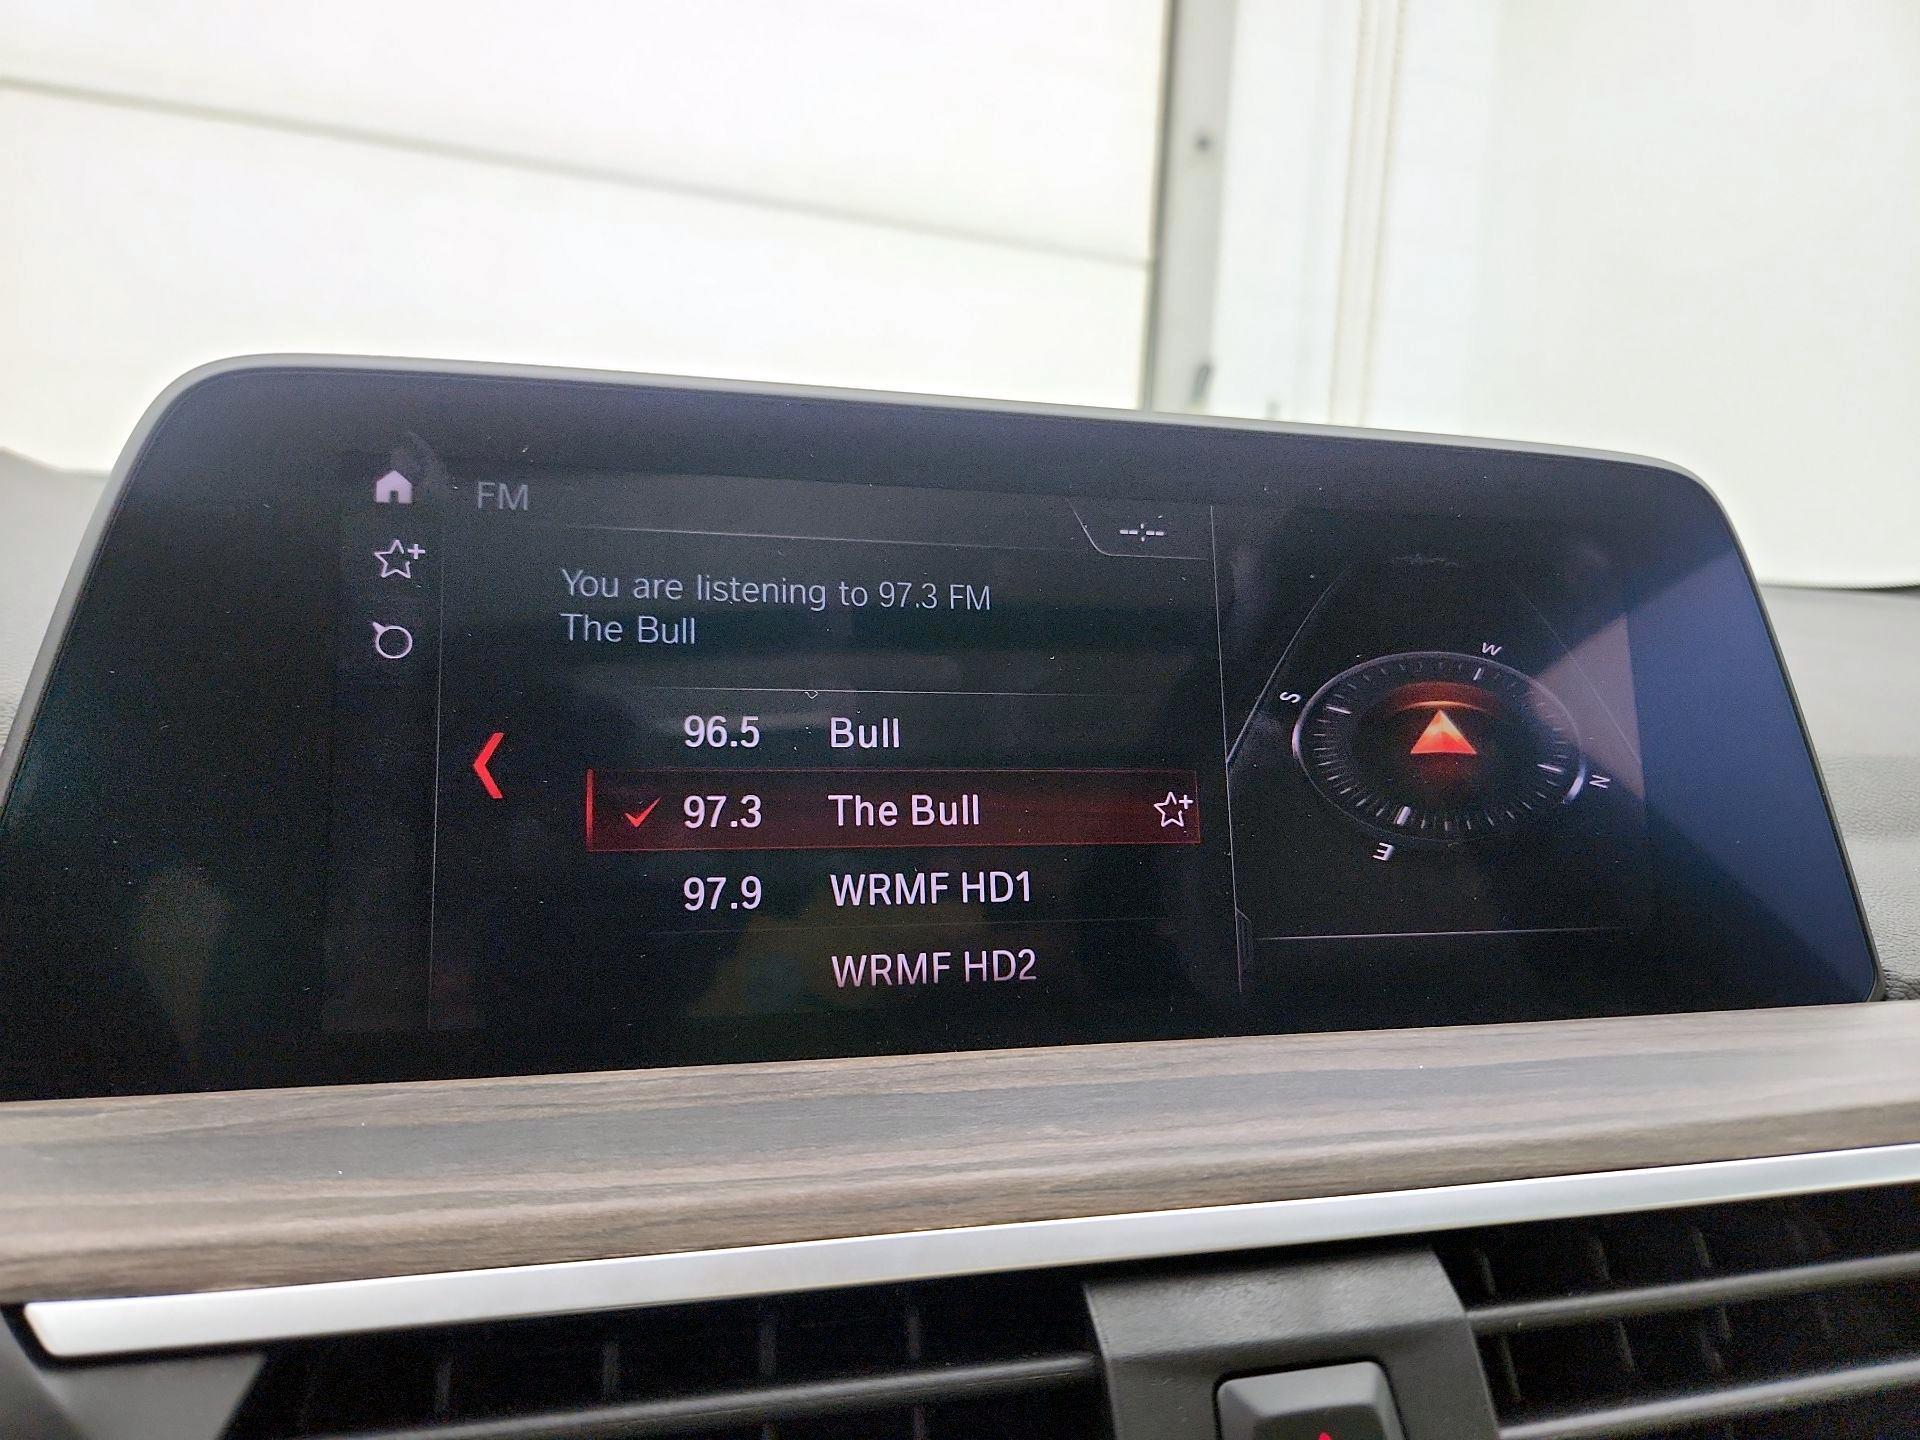 FM
--:--
You are listening to 97.3 FM
The Bull
96.5 Bull
97.3 The Bull
97.9 WRMF HD1
WRMF HD2
W
S
N
E